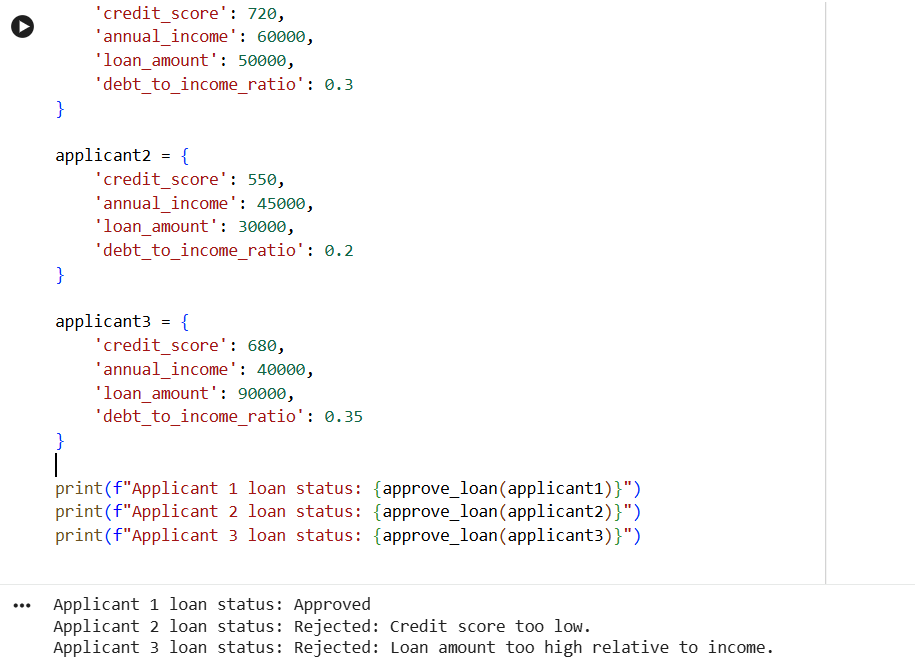 'credit_score': 720,
    'annual_income': 60000,
    'loan_amount': 50000,
    'debt_to_income_ratio': 0.3
}
applicant2 = {
    'credit_score': 550,
    'annual_income': 45000,
    'loan_amount': 30000,
    'debt_to_income_ratio': 0.2
}
applicant3 = {
    'credit_score': 680,
    'annual_income': 40000,
    'loan_amount': 90000,
    'debt_to_income_ratio': 0.35
}
print(f"Applicant 1 loan status: {approve_loan(applicant1)}")
print(f"Applicant 2 loan status: {approve_loan(applicant2)}")
print(f"Applicant 3 loan status: {approve_loan(applicant3)}")
Applicant 1 loan status: Approved
Applicant 2 loan status: Rejected: Credit score too low.
Applicant 3 loan status: Rejected: Loan amount too high relative to income.